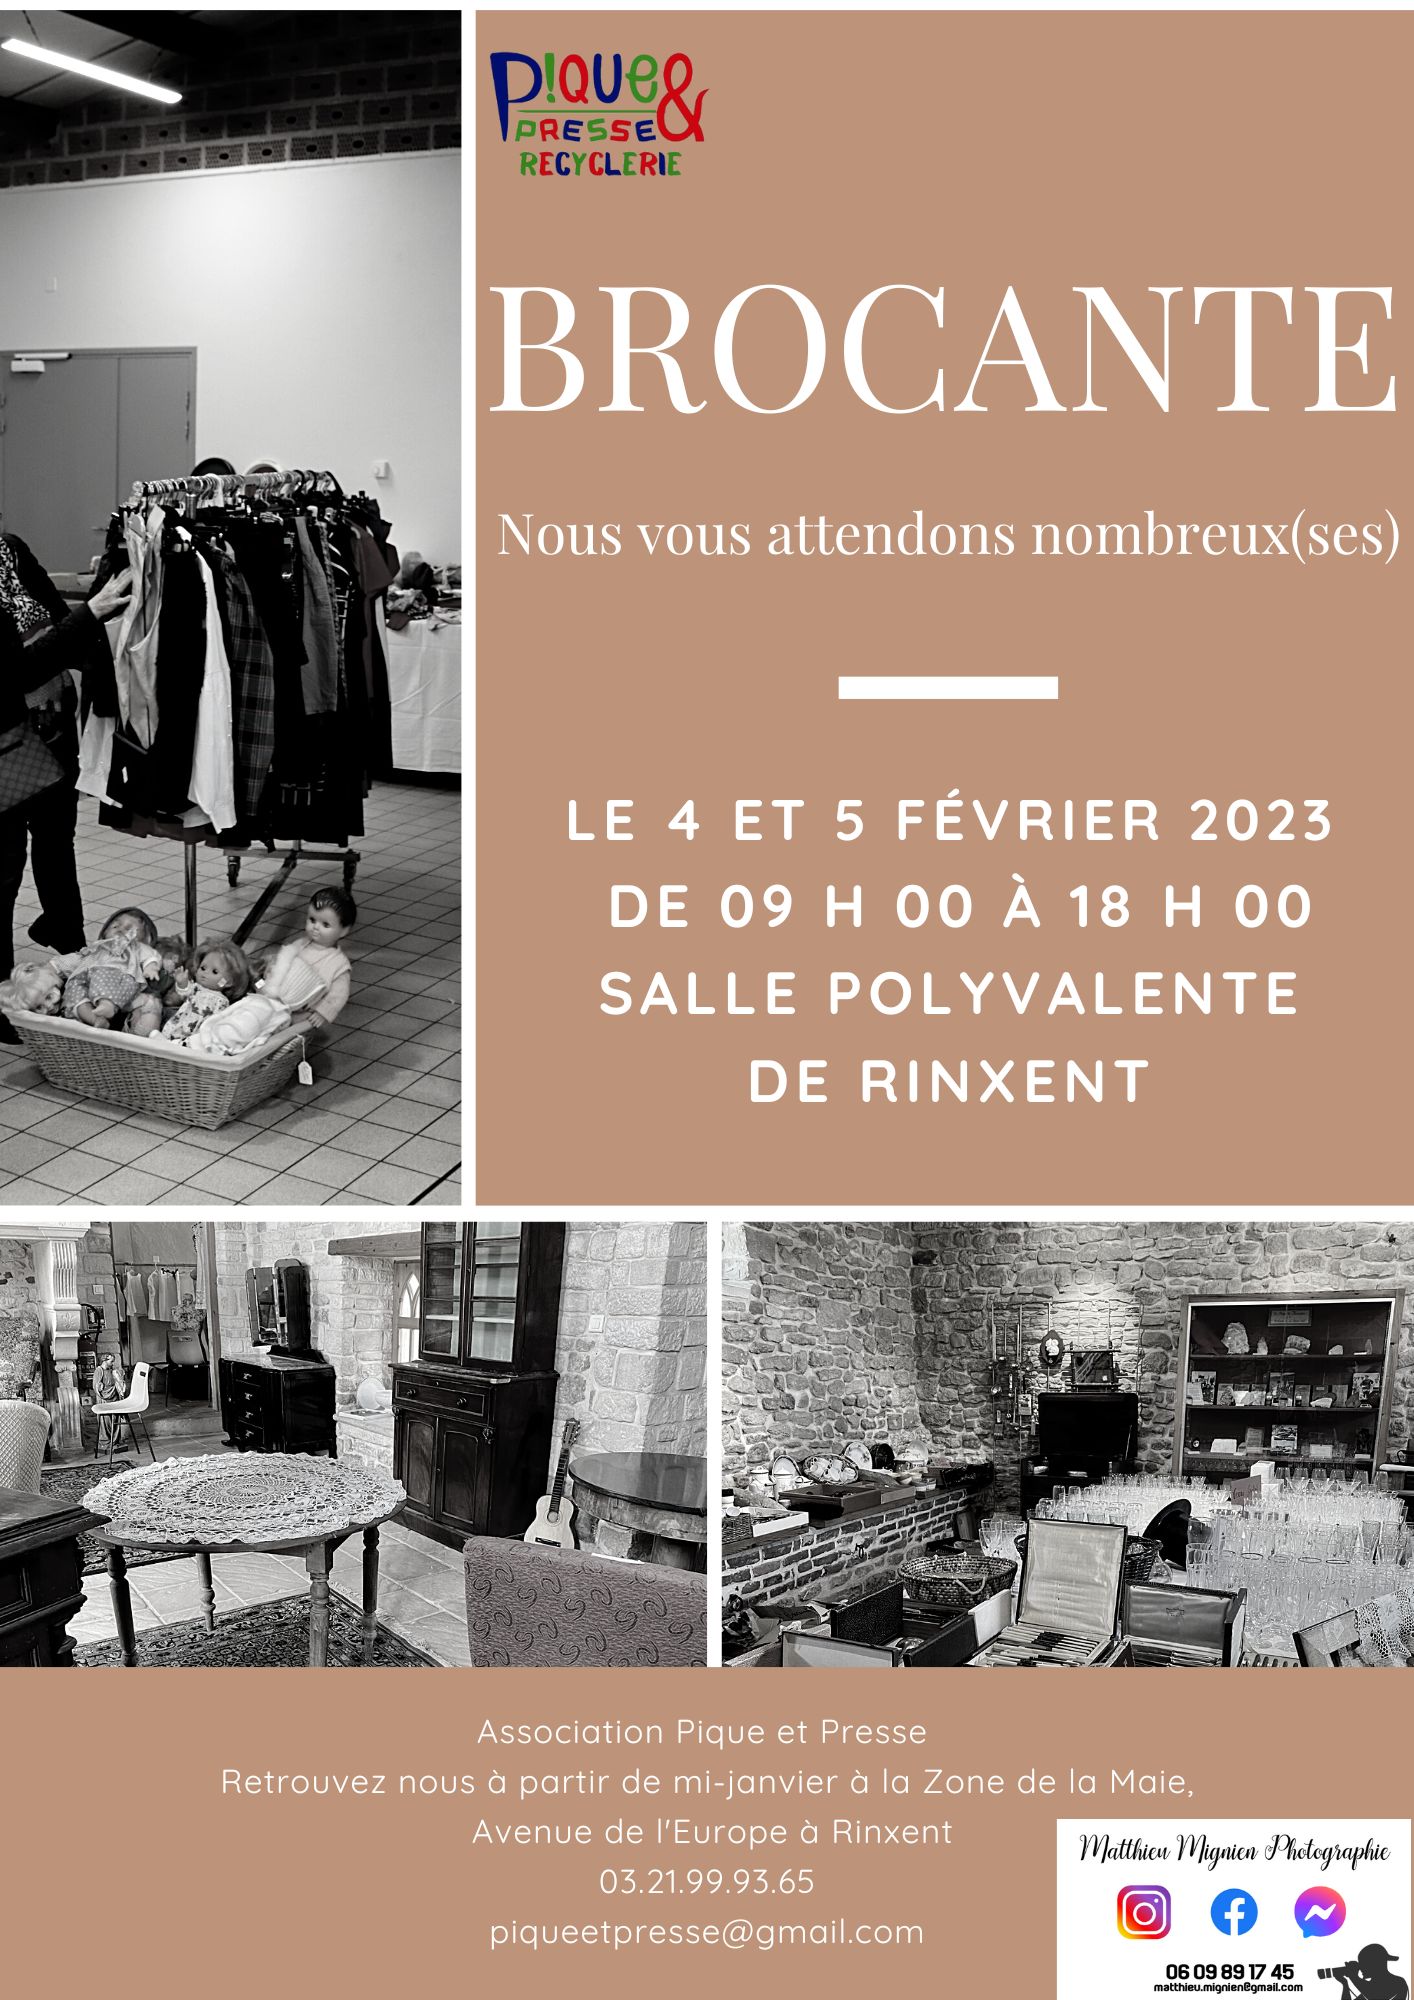 P!QUE&
PRESSE
RECYCLERIE
BROCANTE
Nous vous attendons nombreux(ses)
LE 4 ET 5 FÉVRIER 2023
DE 09 H 00 À 18 H 00
SALLE POLYVALENTE
DE RINXENT
Association Pique et Presse
Retrouvez nous à partir de mi-janvier à la Zone de la Maie,
Avenue de l'Europe à Rinxent
03.21.99.93.65
piqueetpresse@gmail.com
Matthieu Mignien Photographie
06 09 89 17 45
matthieu.mignien@gmail.com